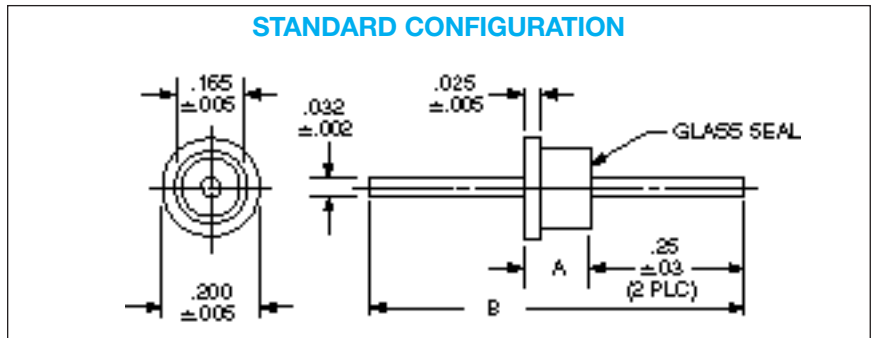 STANDARD CONFIGURATION
.165
±.005
.032
±.002
.025
±.005
GLASS SEAL
A
.25
±.03
(2 PLC)
.200
±.005
B